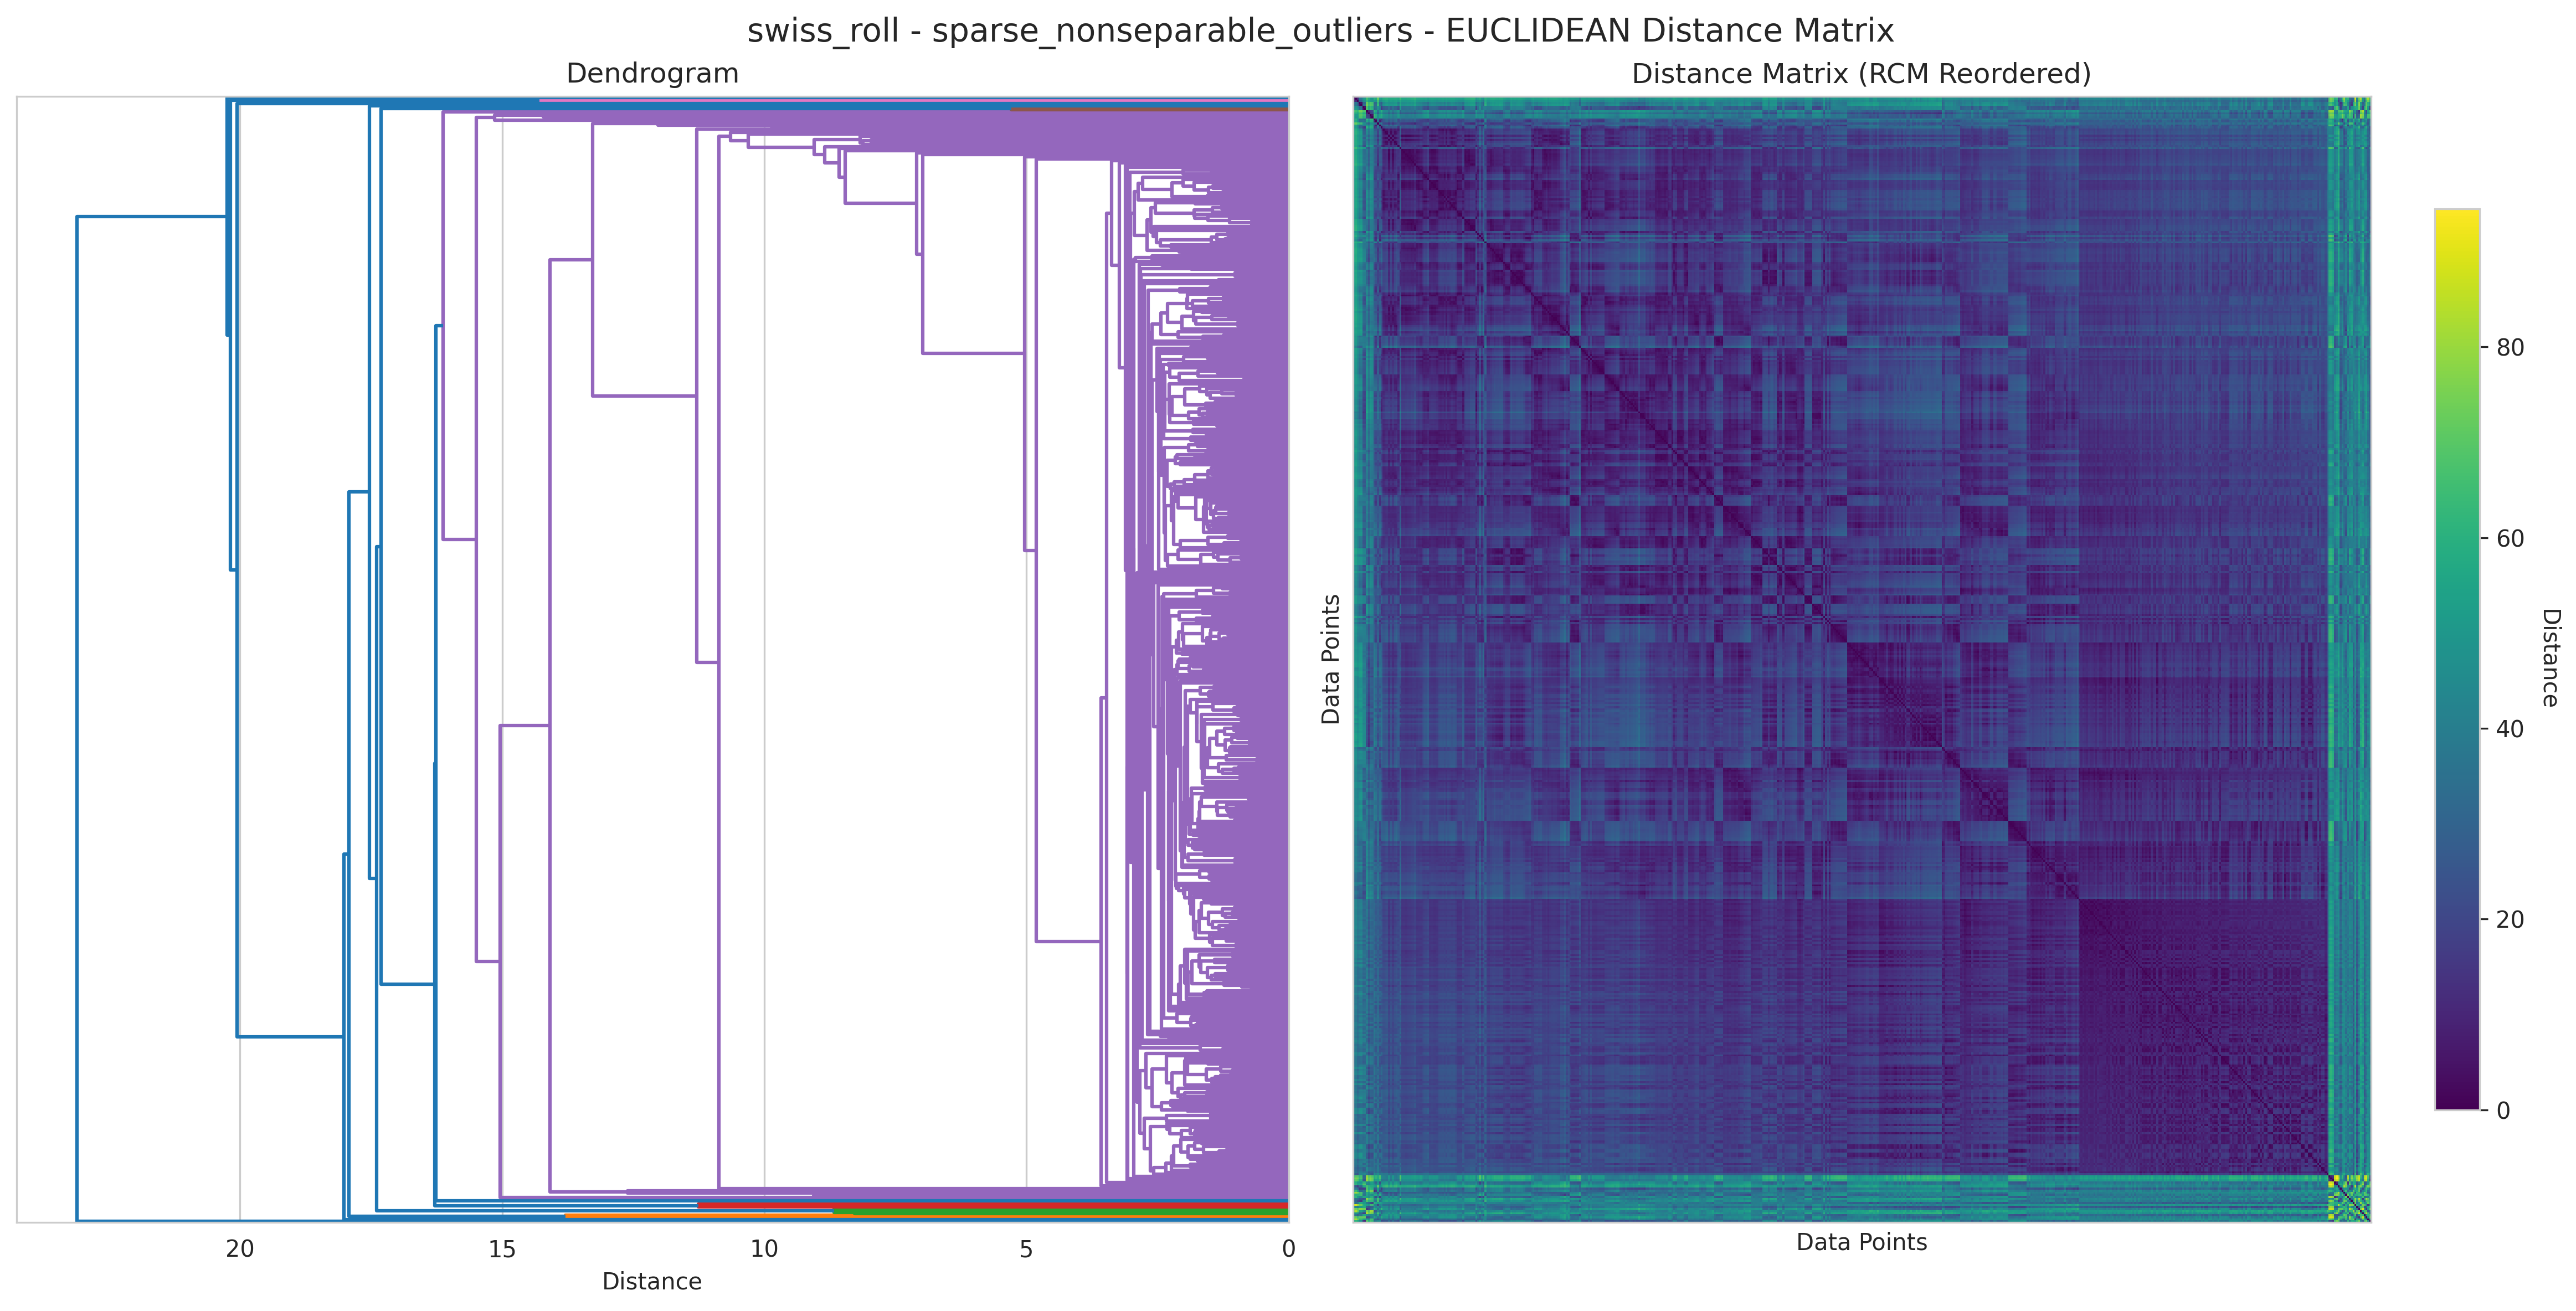 swiss_roll - sparse_nonseparable_outliers - EUCLIDEAN Distance Matrix
Dendrogram
20
15
10
5
0
Distance
Distance Matrix (RCM Reordered)
Data Points
Data Points
80
60
40
20
0
Distance